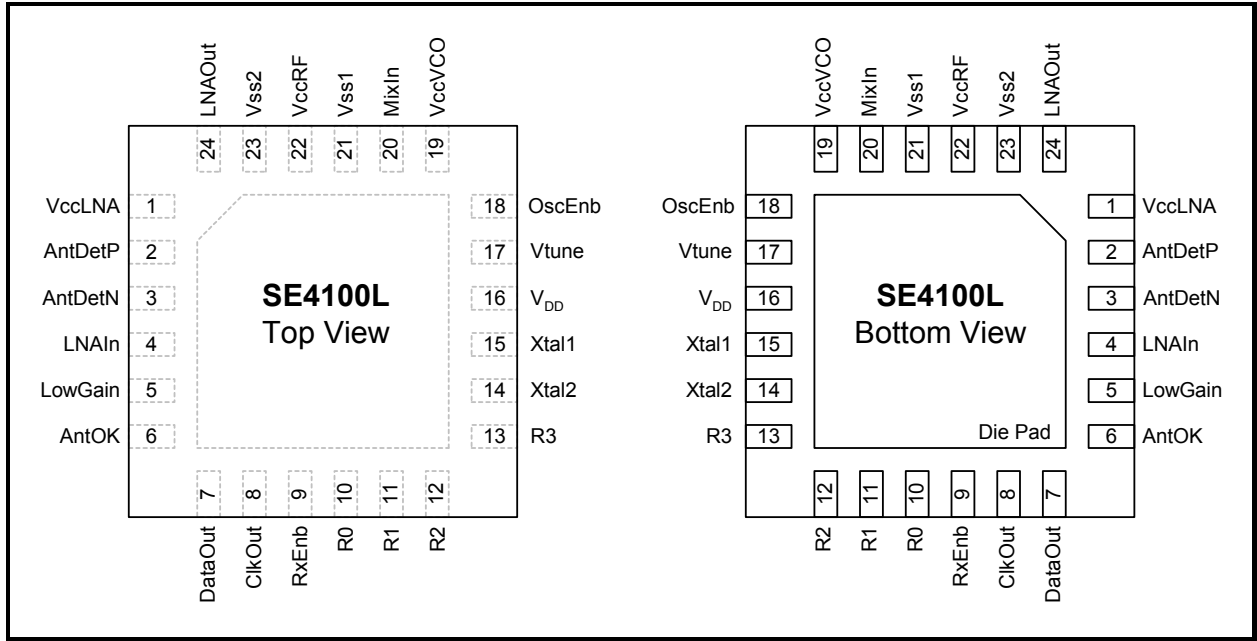 LNAOut Vss2 VccRF Vss1 MixIn VccVCO
24 23 22 21 20 19
VccLNA 1 18 OscEnb
AntDetP 2 17 Vtune
AntDetN 3 16 VDD
LNAIn 4 15 Xtal1
LowGain 5 14 Xtal2
AntOK 6 13 R3
SE4100L
Top View
7 8 9 10 11 12
DataOut ClkOut RxEnb R0 R1 R2
VccVCO MixIn Vss1 VccRF Vss2 LNAOut
19 20 21 22 23 24
OscEnb 18 1 VccLNA
Vtune 17 2 AntDetP
VDD 16 3 AntDetN
Xtal1 15 4 LNAIn
Xtal2 14 5 LowGain
R3 13 6 AntOK
SE4100L
Bottom View
Die Pad
12 11 10 9 8 7
R2 R1 R0 RxEnb ClkOut DataOut